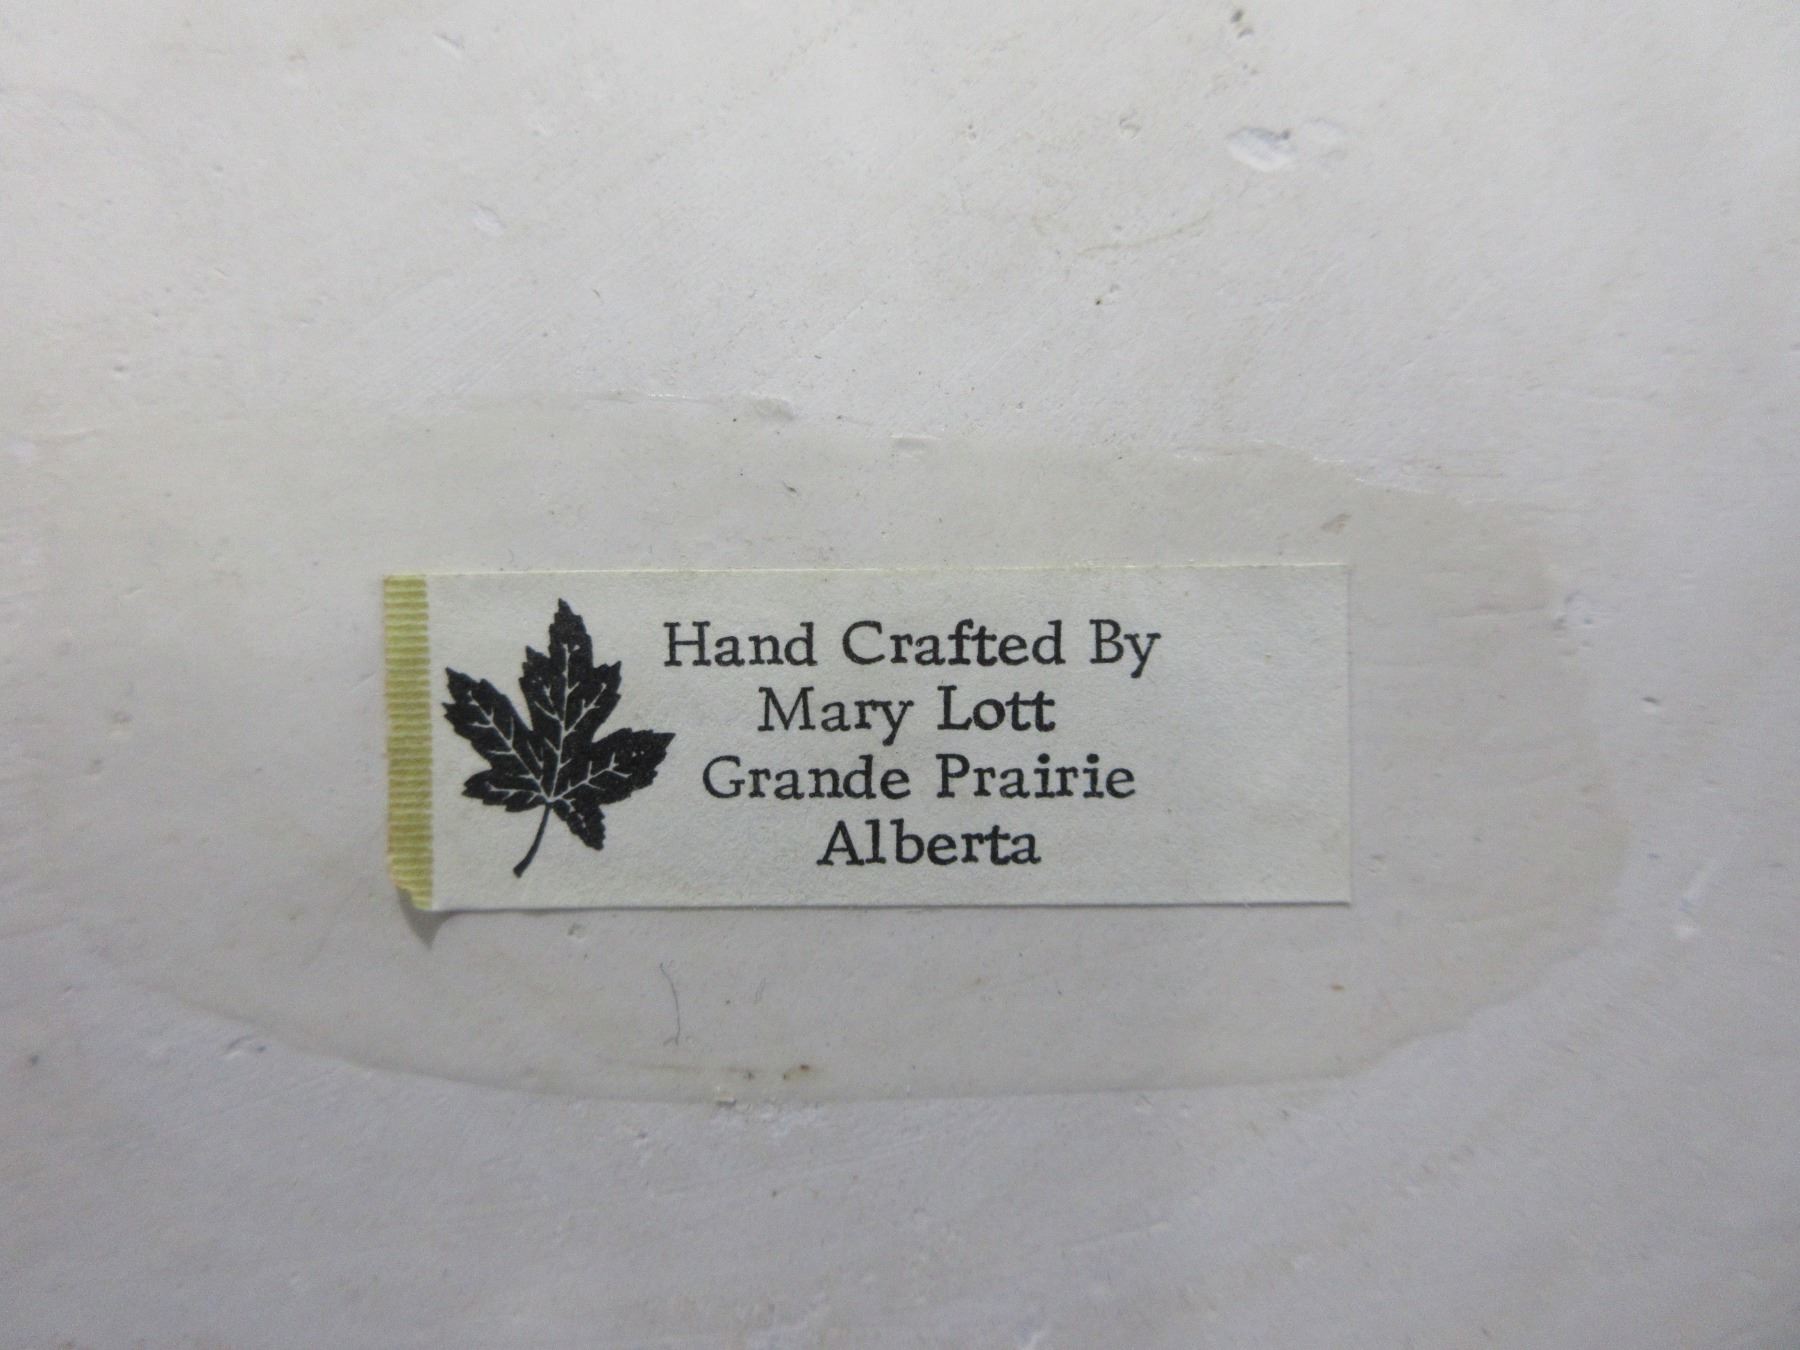 Hand Crafted By
Mary Lott
Grande Prairie
Alberta